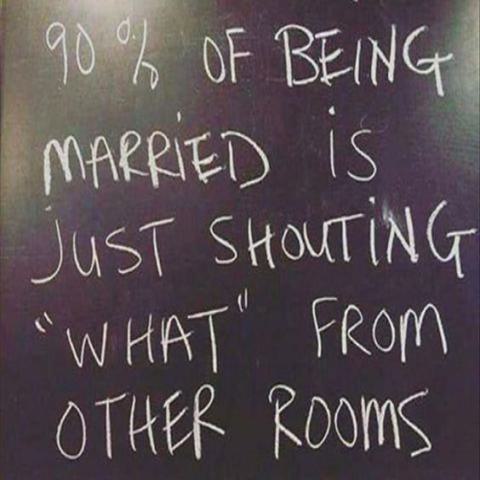 90% OF BEING
MARRIED IS
JUST SHOUTING
"WHAT" FROM
OTHER ROOMS